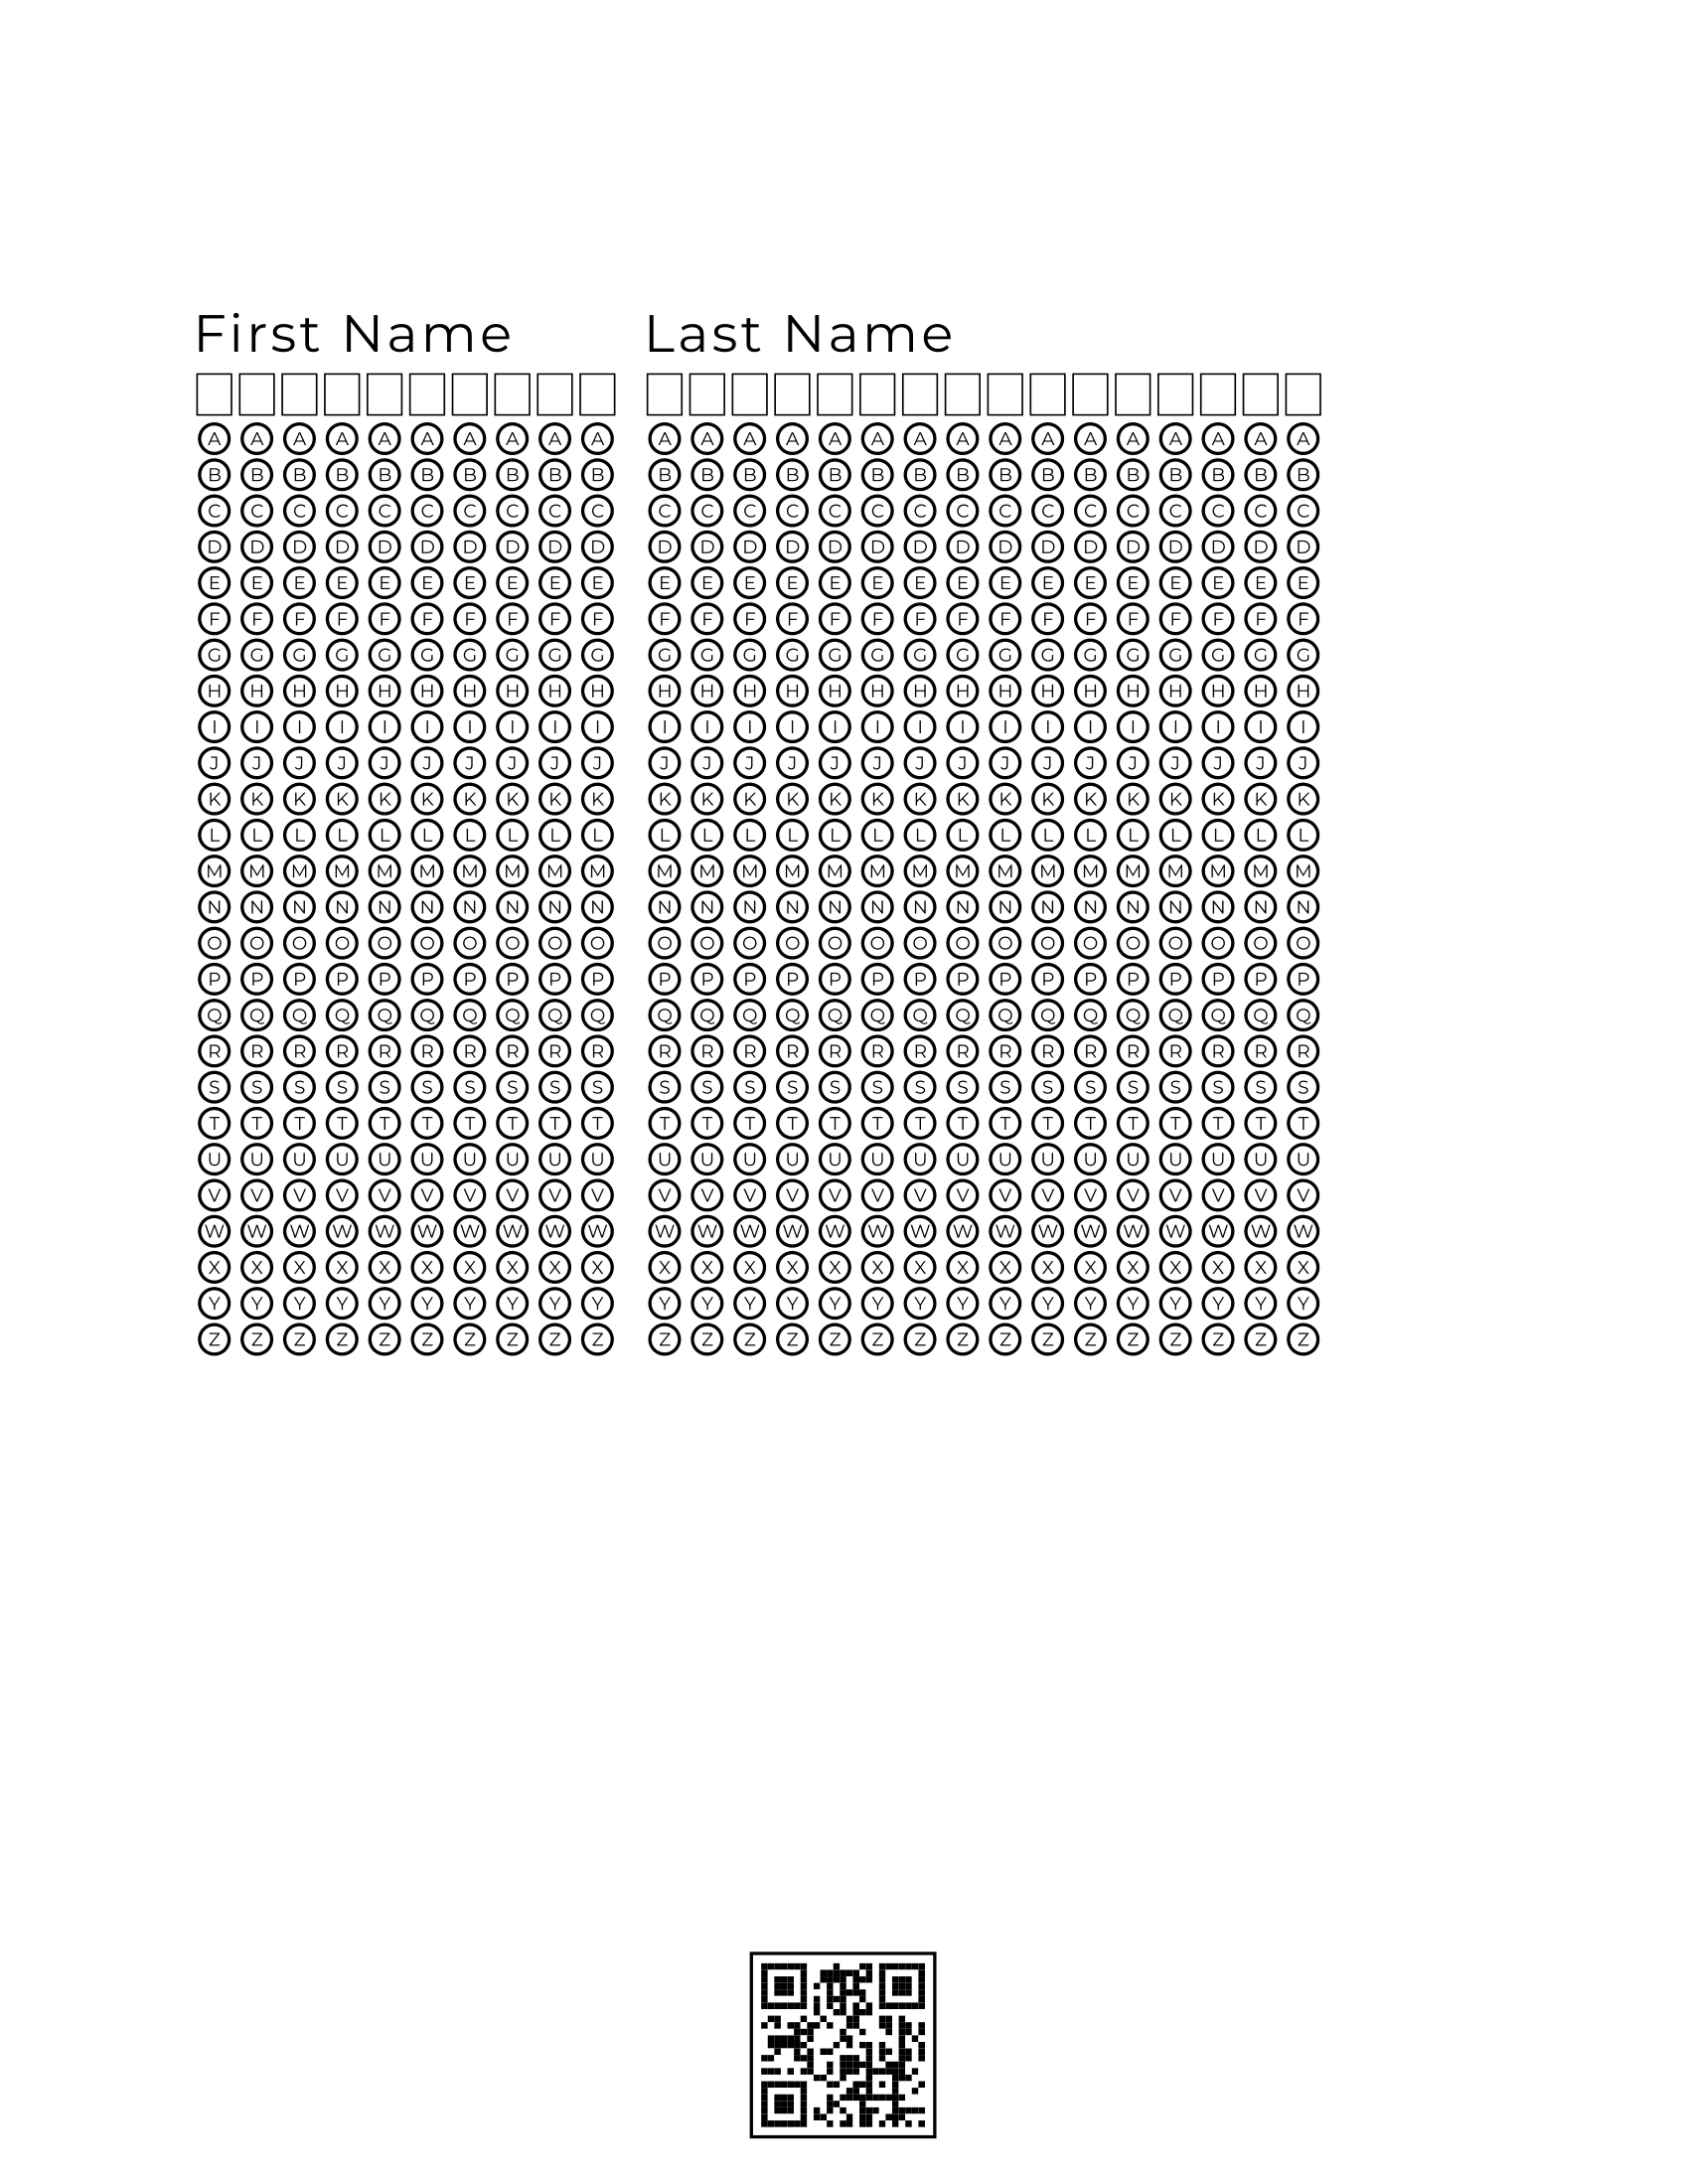 First Name Last Name
A A A A A A A A A A A A A A A A A A A A A A A A A A
B B B B B B B B B B B B B B B B B B B B B B B B B B
C C C C C C C C C C C C C C C C C C C C C C C C C C
D D D D D D D D D D D D D D D D D D D D D D D D D D
E E E E E E E E E E E E E E E E E E E E E E E E E E
F F F F F F F F F F F F F F F F F F F F F F F F F F
G G G G G G G G G G G G G G G G G G G G G G G G G G
H H H H H H H H H H H H H H H H H H H H H H H H H H
I I I I I I I I I I I I I I I I I I I I I I I I I I
J J J J J J J J J J J J J J J J J J J J J J J J J J
K K K K K K K K K K K K K K K K K K K K K K K K K K
L L L L L L L L L L L L L L L L L L L L L L L L L L
M M M M M M M M M M M M M M M M M M M M M M M M M M
N N N N N N N N N N N N N N N N N N N N N N N N N N
O O O O O O O O O O O O O O O O O O O O O O O O O O
P P P P P P P P P P P P P P P P P P P P P P P P P P
Q Q Q Q Q Q Q Q Q Q Q Q Q Q Q Q Q Q Q Q Q Q Q Q Q Q
R R R R R R R R R R R R R R R R R R R R R R R R R R
S S S S S S S S S S S S S S S S S S S S S S S S S S
T T T T T T T T T T T T T T T T T T T T T T T T T T
U U U U U U U U U U U U U U U U U U U U U U U U U U
V V V V V V V V V V V V V V V V V V V V V V V V V V
W W W W W W W W W W W W W W W W W W W W W W W W W W
X X X X X X X X X X X X X X X X X X X X X X X X X X
Y Y Y Y Y Y Y Y Y Y Y Y Y Y Y Y Y Y Y Y Y Y Y Y Y Y
Z Z Z Z Z Z Z Z Z Z Z Z Z Z Z Z Z Z Z Z Z Z Z Z Z Z